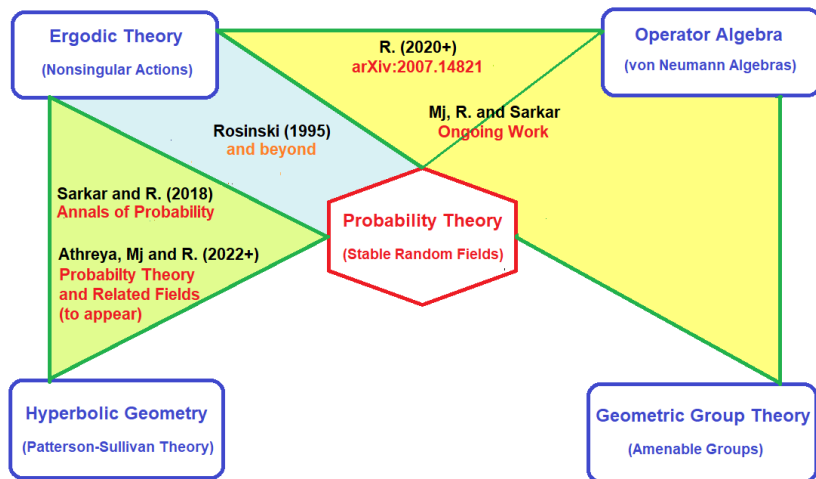 Ergodic Theory
(Nonsingular Actions)
R. (2020+)
arXiv:2007.14821
Operator Algebra
(von Neumann Algebras)
Mj, R. and Sarkar
Ongoing Work
Rosinski (1995)
and beyond
Sarkar and R. (2018)
Annals of Probability
Athreya, Mj and R. (2022+)
Probabilty Theory
and Related Fields
(to appear)
Probability Theory
(Stable Random Fields)
Hyperbolic Geometry
(Patterson-Sullivan Theory)
Geometric Group Theory
(Amenable Groups)